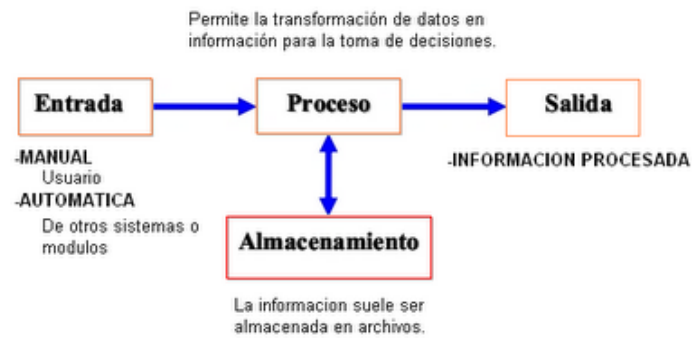 Permite la transformación de datos en
información para la toma de decisiones.
Entrada
Proceso
Salida
-MANUAL
Usuario
-AUTOMATICA
De otros sistemas o
modulos
-INFORMACION PROCESADA
Almacenamiento
La informacion suele ser
almacenada en archivos.